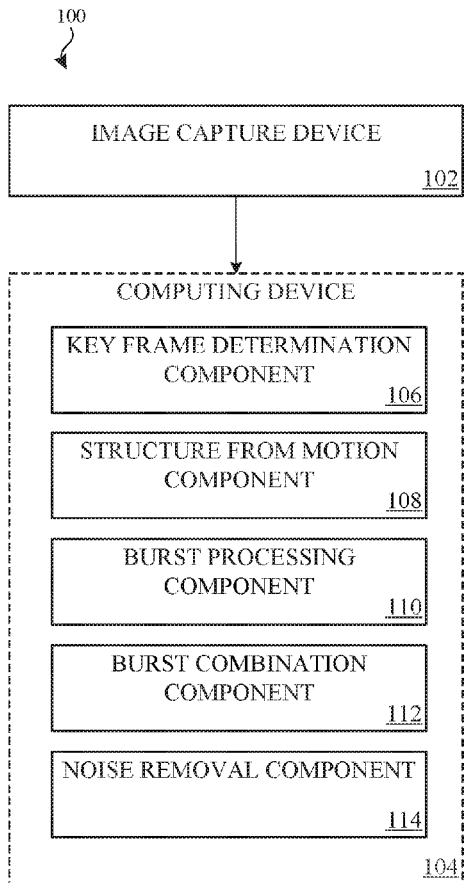 100
IMAGE CAPTURE DEVICE
102
COMPUTING DEVICE
KEY FRAME DETERMINATION
COMPONENT
106
STRUCTURE FROM MOTION
COMPONENT
108
BURST PROCESSING
COMPONENT
110
BURST COMBINATION
COMPONENT
112
NOISE REMOVAL COMPONENT
114
104